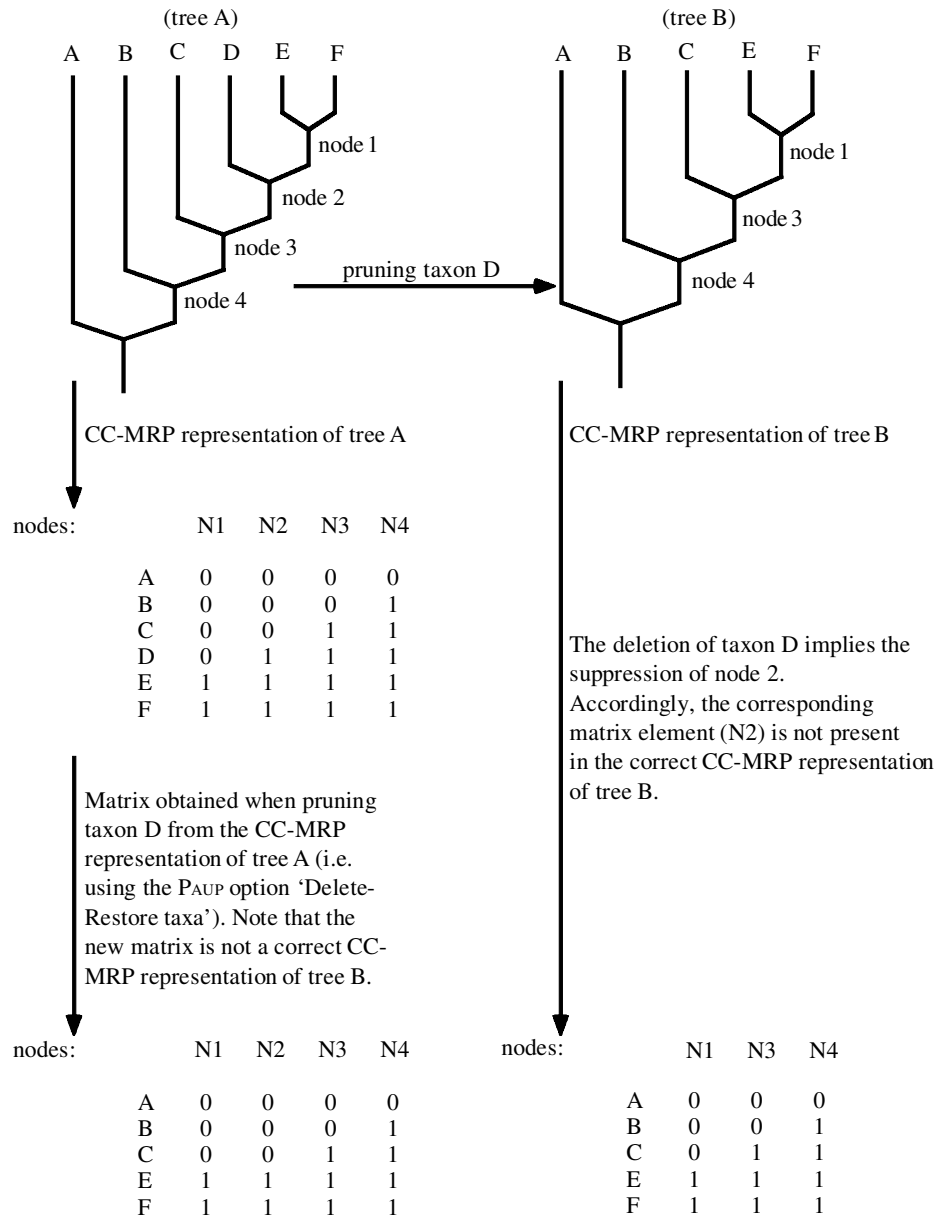 (tree A)
A B C D E F
node 1
node 2
node 3
node 4
pruning taxon D
(tree B)
A B C E F
node 1
node 3
node 4
CC-MRP representation of tree A
nodes: N1 N2 N3 N4
A 0 0 0 0
B 0 0 0 1
C 0 0 1 1
D 0 1 1 1
E 1 1 1 1
F 1 1 1 1
Matrix obtained when pruning
taxon D from the CC-MRP
representation of tree A (i.e.
using the PAUP option ‘Delete-
Restore taxa’). Note that the
new matrix is not a correct CC-
MRP representation of tree B.
nodes: N1 N2 N3 N4
A 0 0 0 0
B 0 0 0 1
C 0 0 1 1
E 1 1 1 1
F 1 1 1 1
CC-MRP representation of tree B
The deletion of taxon D implies the
suppression of node 2.
Accordingly, the corresponding
matrix element (N2) is not present
in the correct CC-MRP representation
of tree B.
nodes: N1 N3 N4
A 0 0 0
B 0 0 1
C 0 1 1
E 1 1 1
F 1 1 1